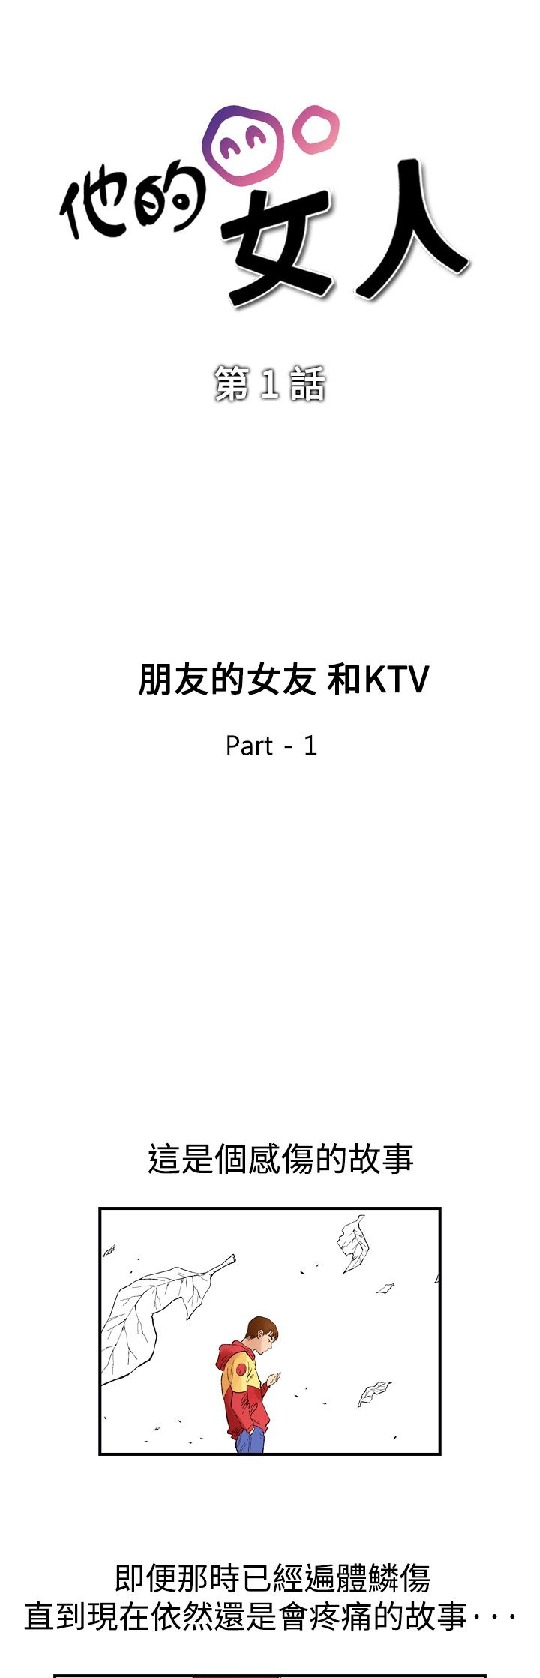 他的女人
第1話
朋友的女友 和KTV
Part - 1
這是個感傷的故事
即便那時已經遍體鱗傷
直到現在依然還是會疼痛的故事···